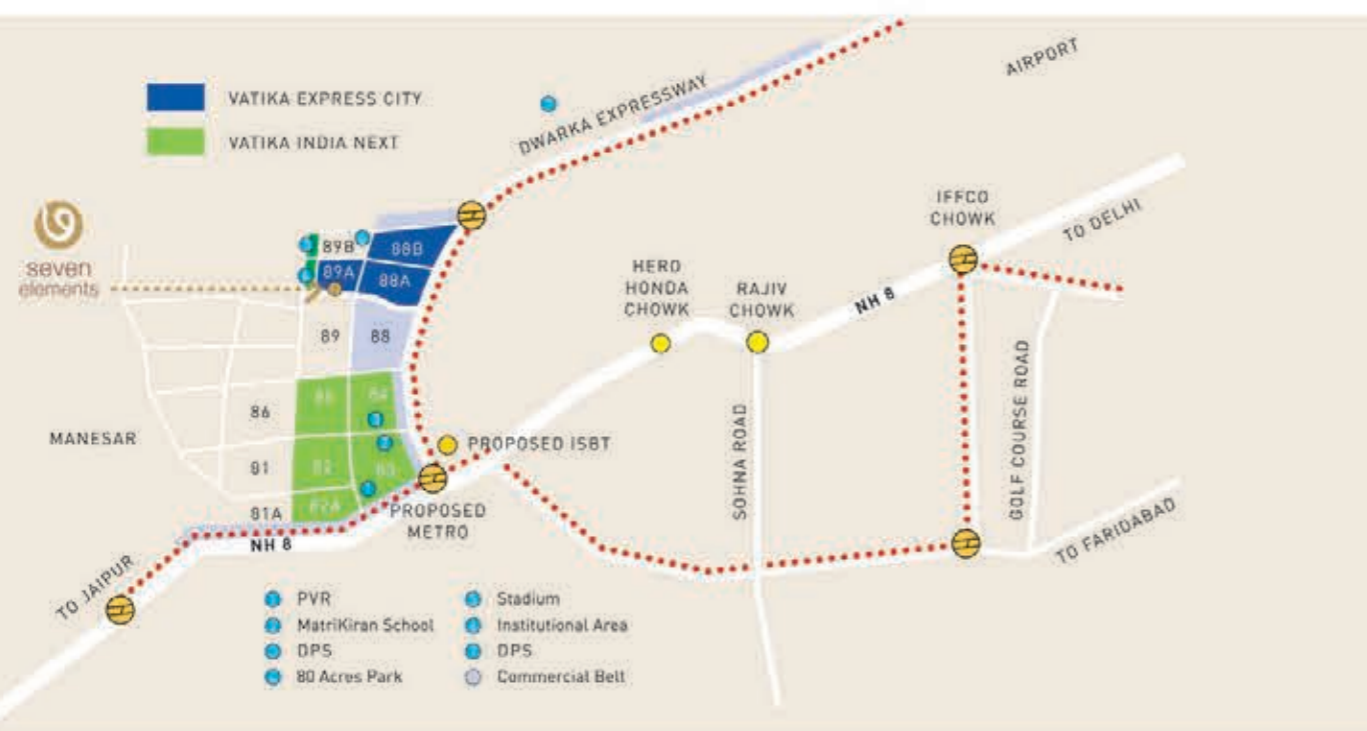 AIRPORT
VATIKA EXPRESS CITY
VATIKA INDIA NEXT
DWARKA EXPRESSWAY
IFFCO
CHOWK
TO DELHI
seven
elements
89B
88B
89A
88A
HERO
HONDA
CHOWK
RAJIV
CHOWK
NH 8
89
88
86
MANESAR
81
PROPOSED ISBT
SOHNA ROAD
GOLF COURSE ROAD
81A
82A
PROPOSED
METRO
NH 8
TO FARIDABAD
TO JAIPUR
PVR
MatriKiran School
DPS
80 Acres Park
Stadium
Institutional Area
DPS
Commercial Belt